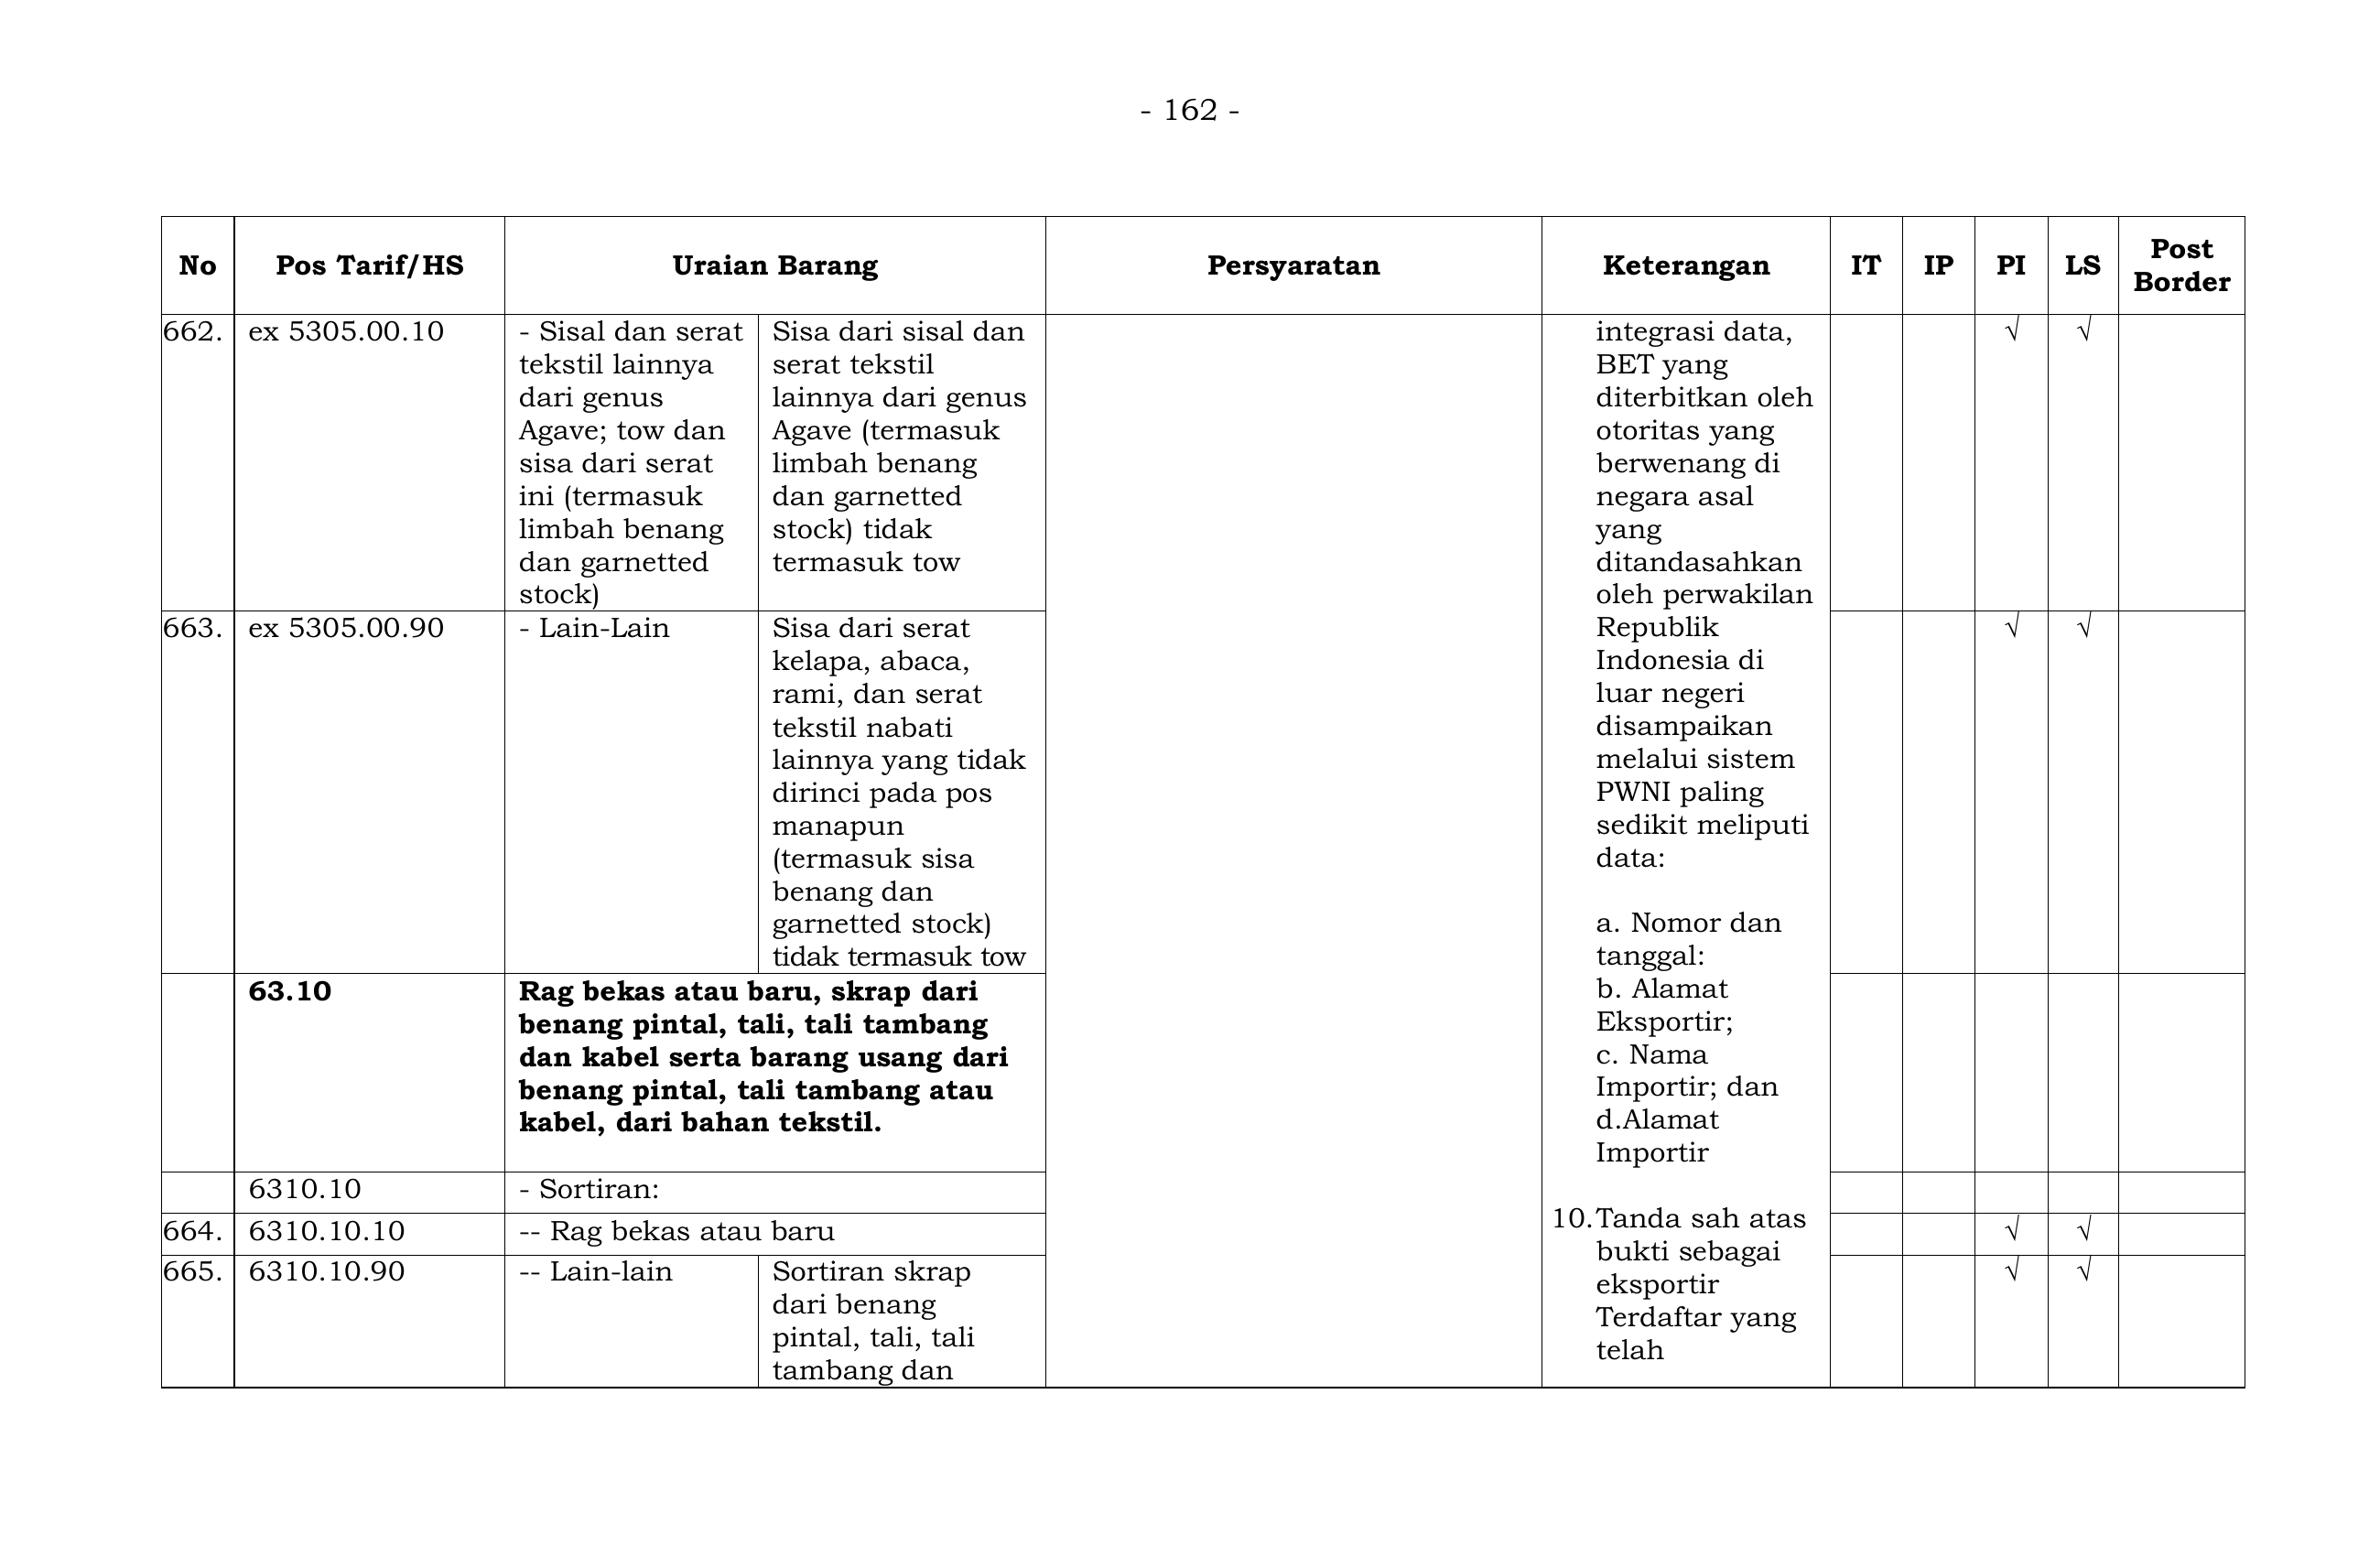 - 162 -
No
Pos Tarif/HS
Uraian Barang
Persyaratan
Keterangan
IT
IP
PI
LS
Post
Border
662.
ex 5305.00.10
- Sisal dan serat
tekstil lainnya
dari genus
Agave; tow dan
sisa dari serat
ini (termasuk
limbah benang
dan garnetted
stock)
Sisa dari sisal dan
serat tekstil
lainnya dari genus
Agave (termasuk
limbah benang
dan garnetted
stock) tidak
termasuk tow
integrasi data,
BET yang
diterbitkan oleh
otoritas yang
berwenang di
negara asal
yang
ditandasahkan
oleh perwakilan
Republik
Indonesia di
luar negeri
disampaikan
melalui sistem
PWNI paling
sedikit meliputi
data:
a. Nomor dan
tanggal:
b. Alamat
Eksportir;
c. Nama
Importir; dan
d.Alamat
Importir
10.Tanda sah atas
bukti sebagai
eksportir
Terdaftar yang
telah
√
√
663.
ex 5305.00.90
- Lain-Lain
Sisa dari serat
kelapa, abaca,
rami, dan serat
tekstil nabati
lainnya yang tidak
dirinci pada pos
manapun
(termasuk sisa
benang dan
garnetted stock)
tidak termasuk tow
√
√
63.10
Rag bekas atau baru, skrap dari
benang pintal, tali, tali tambang
dan kabel serta barang usang dari
benang pintal, tali tambang atau
kabel, dari bahan tekstil.
6310.10
- Sortiran:
664.
6310.10.10
-- Rag bekas atau baru
√
√
665.
6310.10.90
-- Lain-lain
Sortiran skrap
dari benang
pintal, tali, tali
tambang dan
√
√